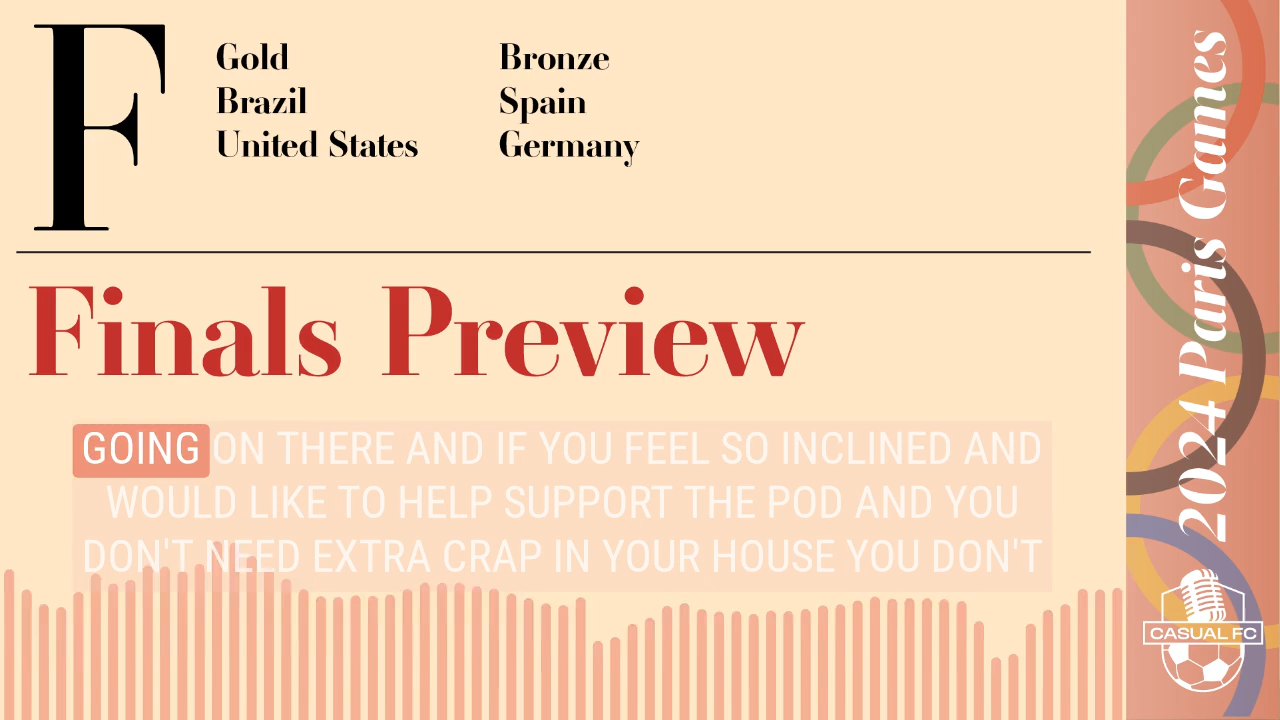 F
Gold
Brazil
United States
Bronze
Spain
Germany
Finals Preview
GOING ON THERE AND IF YOU FEEL SO INCLINED AND
WOULD LIKE TO HELP SUPPORT THE POD AND YOU
DON'T NEED EXTRA CRAP IN YOUR HOUSE YOU DON'T
2024 Paris Games
CASUAL FC